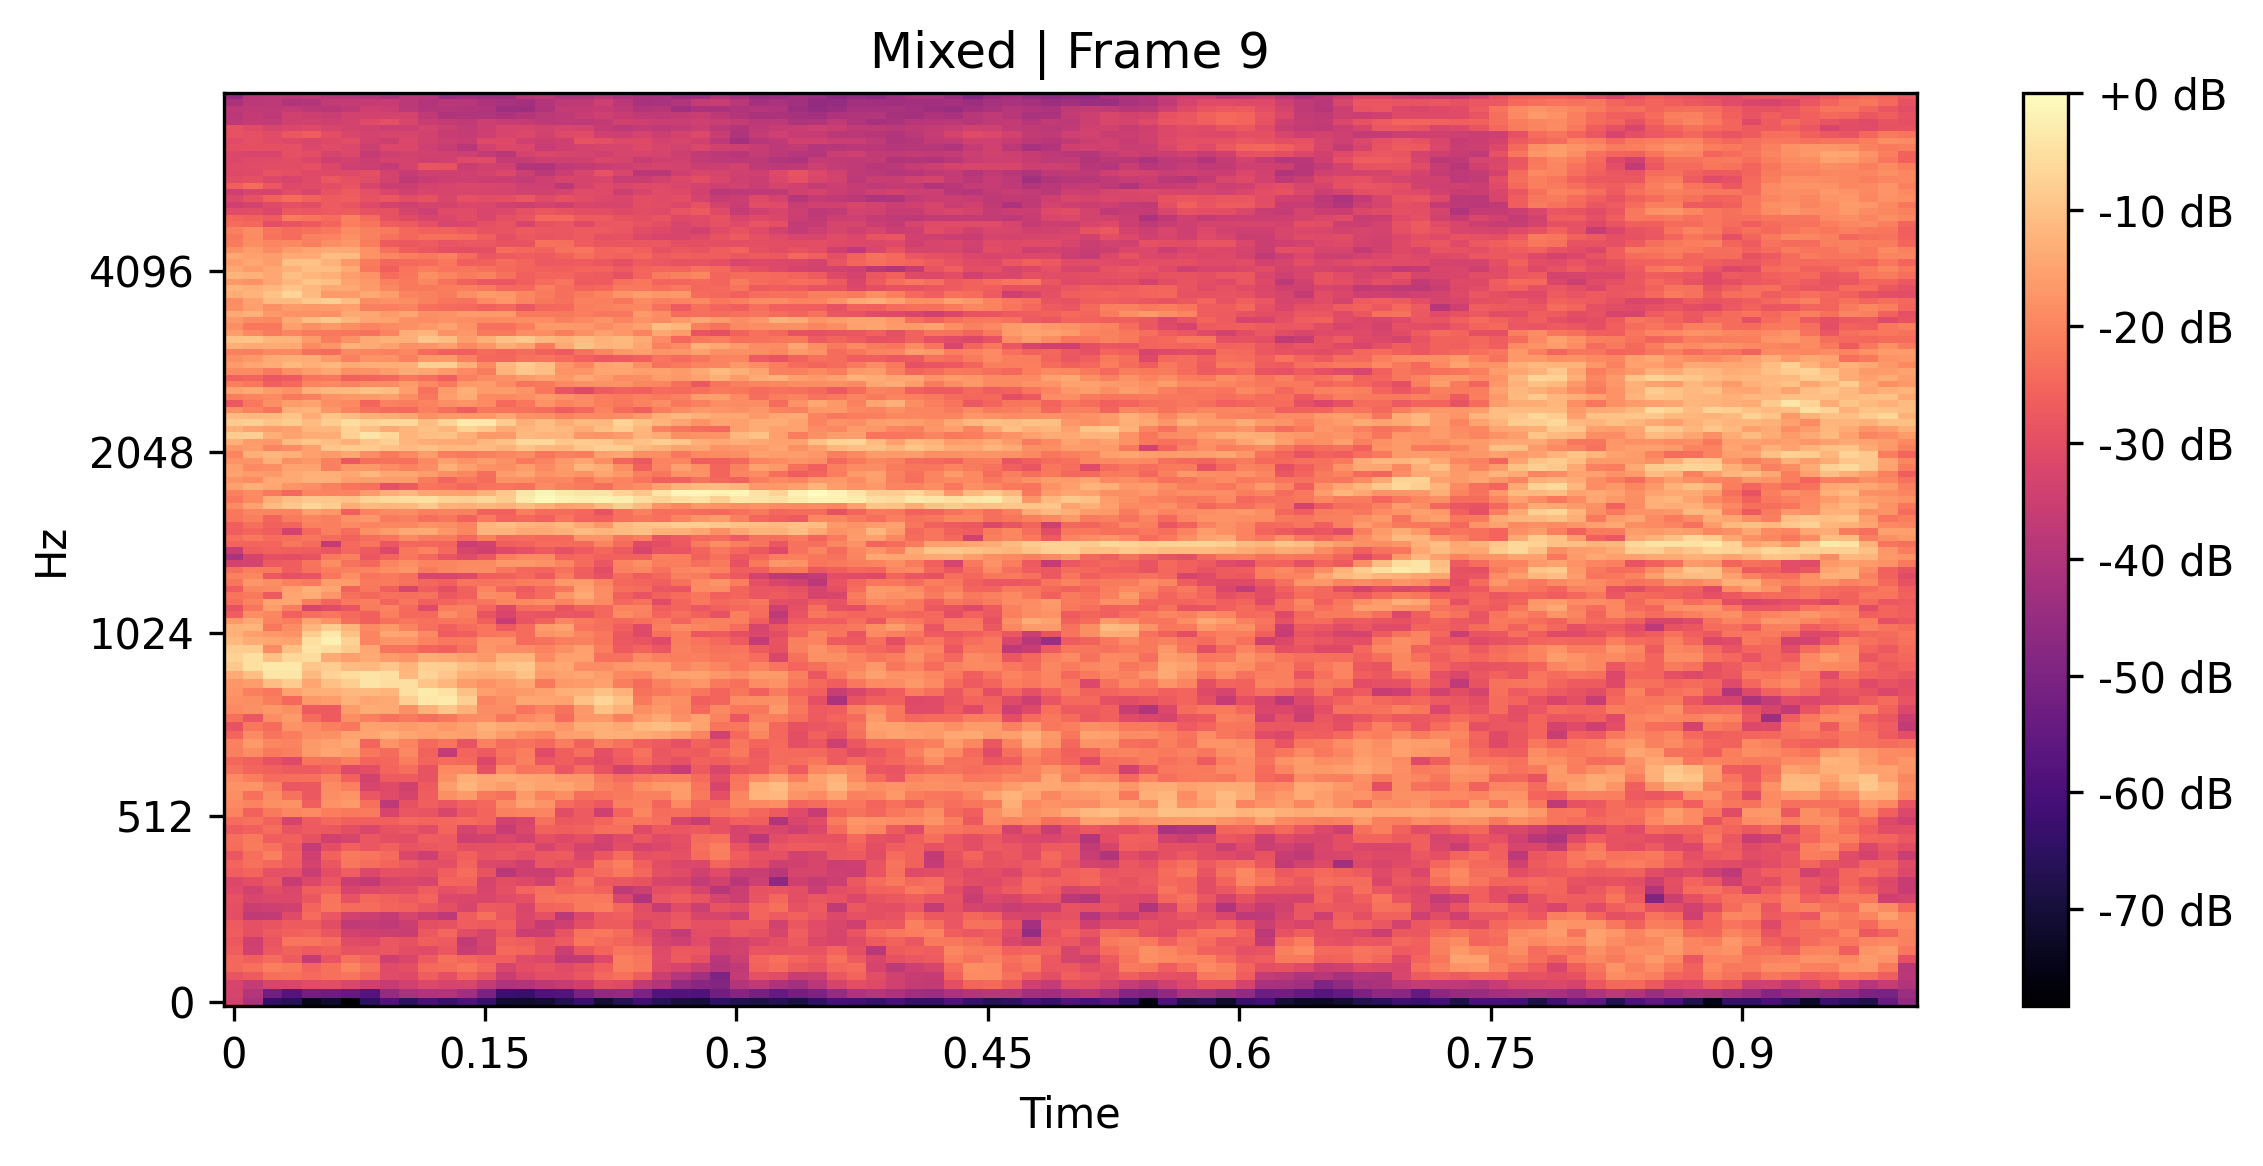 Mixed | Frame 9
Hz
4096
2048
1024
512
0
0 0.15 0.3 0.45 0.6 0.75 0.9
Time
+0 dB
-10 dB
-20 dB
-30 dB
-40 dB
-50 dB
-60 dB
-70 dB